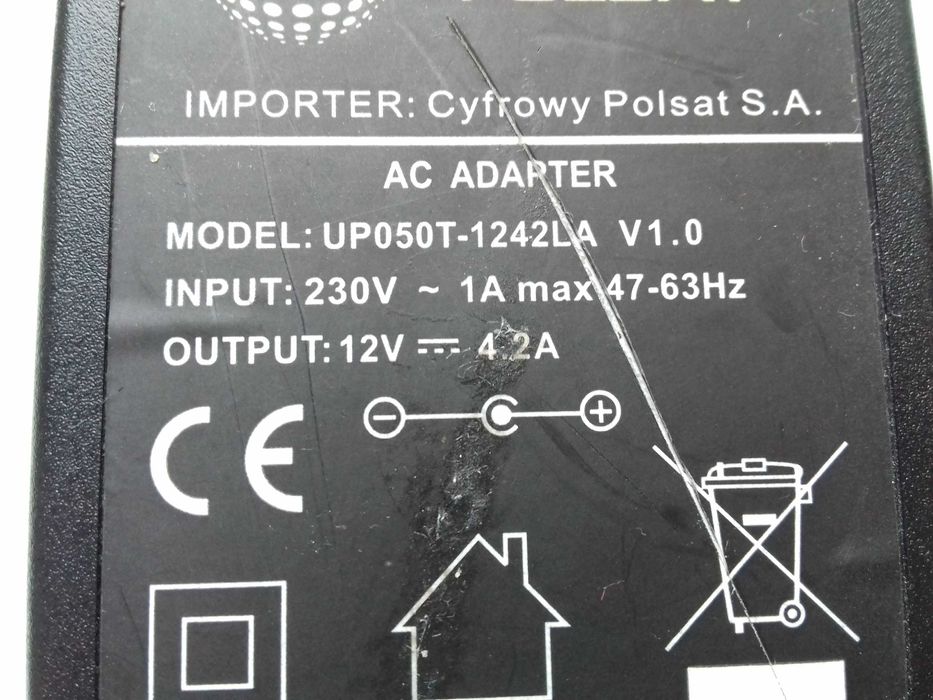 IMPORTER: Cyfrowy Polsat S.A.
AC ADAPTER
MODEL: UP050T-1242LA V1.0
INPUT: 230V ~ 1A max 47-63Hz
OUTPUT: 12V ⎓ 4.2A
CE